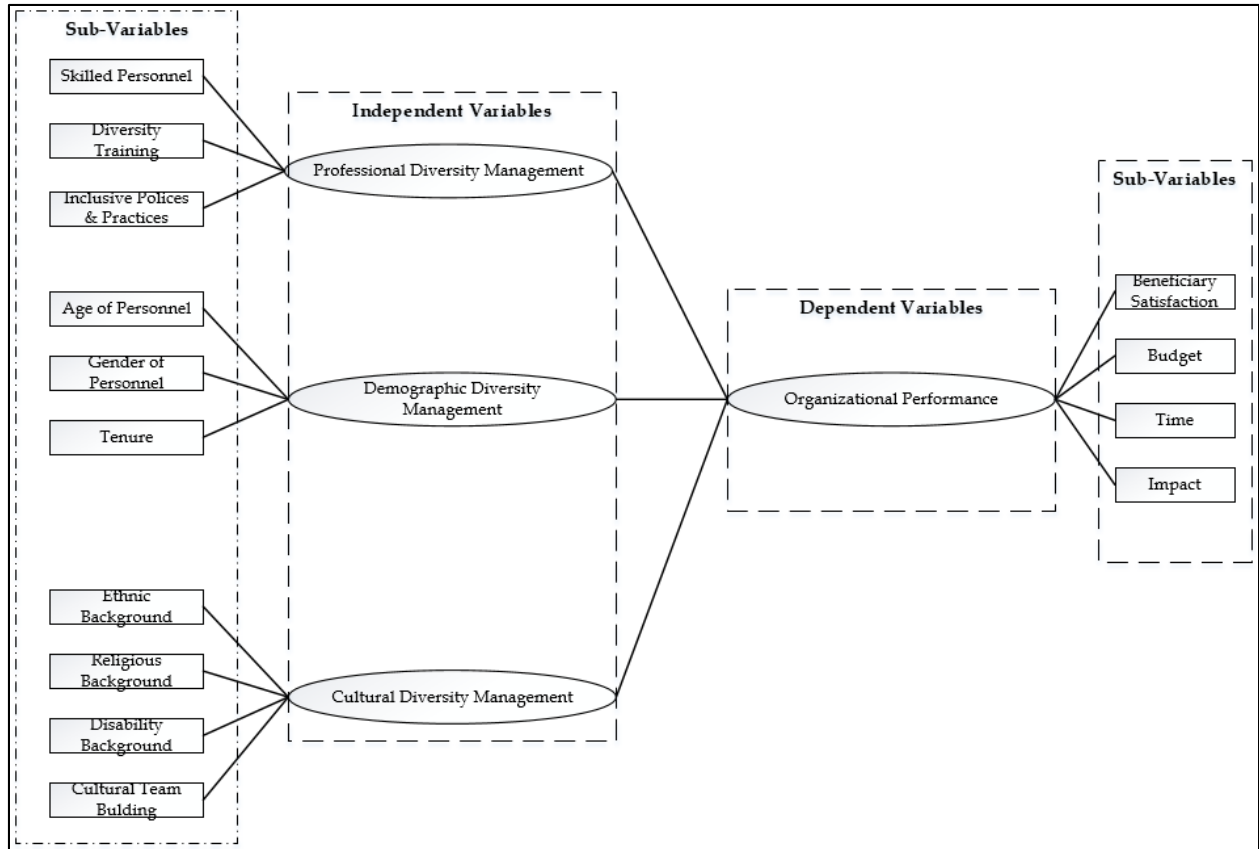 Sub-Variables
Skilled Personnel
Diversity
Training
Inclusive Polices
& Practices
Age of Personnel
Gender of
Personnel
Tenure
Ethnic
Background
Religious
Background
Disability
Background
Cultural Team
Bulding
Independent Variables
Professional Diversity Management
Demographic Diversity
Management
Cultural Diversity Management
Dependent Variables
Organizational Performance
Sub-Variables
Beneficiary
Satisfaction
Budget
Time
Impact